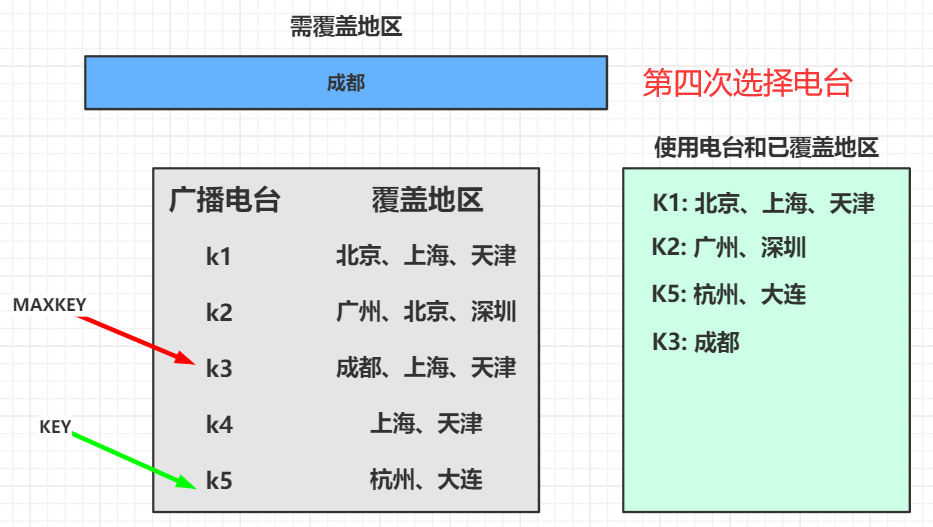 需覆盖地区
成都
第四次选择电台
使用电台和已覆盖地区
广播电台 覆盖地区
k1 北京、上海、天津
k2 广州、北京、深圳
k3 成都、上海、天津
k4 上海、天津
k5 杭州、大连
MAXKEY
KEY
K1: 北京、上海、天津
K2: 广州、深圳
K5: 杭州、大连
K3: 成都